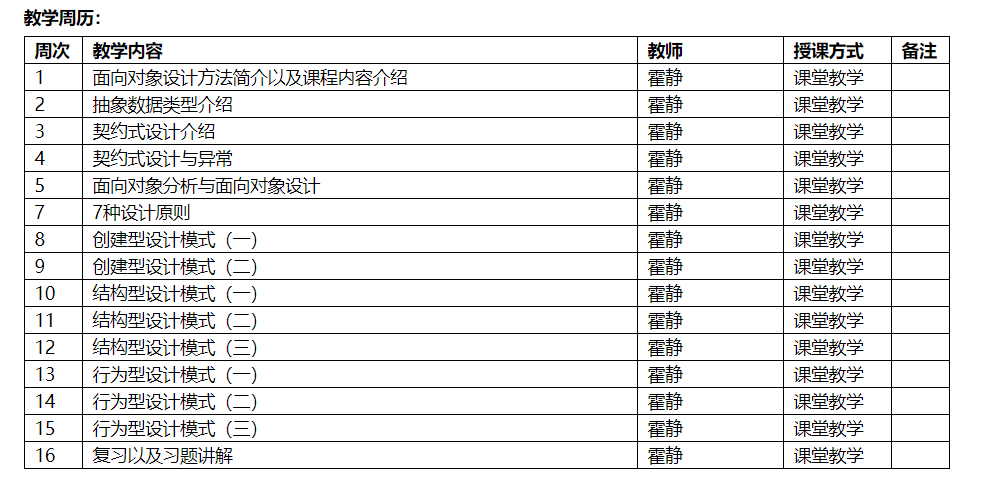 教学周历：
周次 教学内容 教师 授课方式 备注
1 面向对象设计方法简介以及课程内容介绍 霍静 课堂教学
2 抽象数据类型介绍 霍静 课堂教学
3 契约式设计介绍 霍静 课堂教学
4 契约式设计与异常 霍静 课堂教学
5 面向对象分析与面向对象设计 霍静 课堂教学
7 7种设计原则 霍静 课堂教学
8 创建型设计模式（一） 霍静 课堂教学
9 创建型设计模式（二） 霍静 课堂教学
10 结构型设计模式（一） 霍静 课堂教学
11 结构型设计模式（二） 霍静 课堂教学
12 结构型设计模式（三） 霍静 课堂教学
13 行为型设计模式（一） 霍静 课堂教学
14 行为型设计模式（二） 霍静 课堂教学
15 行为型设计模式（三） 霍静 课堂教学
16 复习以及习题讲解 霍静 课堂教学